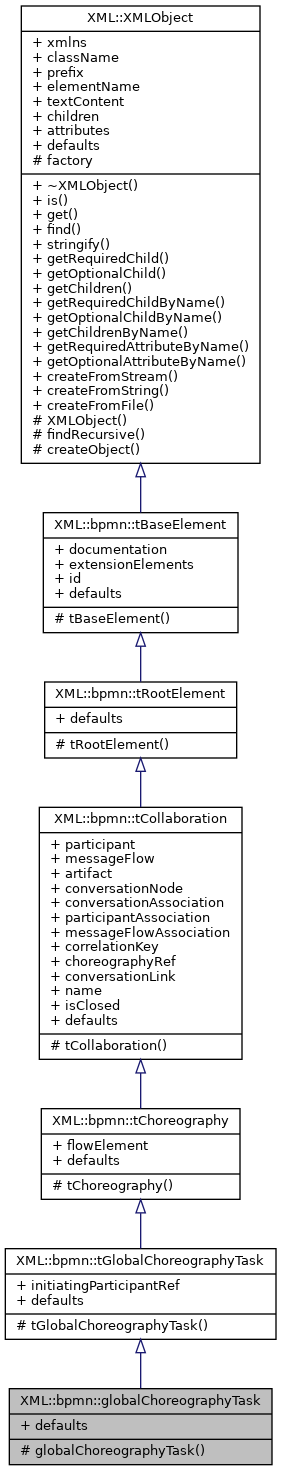 XML::XMLObject
+ xmlns
+ className
+ prefix
+ elementName
+ textContent
+ children
+ attributes
+ defaults
# factory
+ ~XMLObject()
+ is()
+ get()
+ find()
+ stringify()
+ getRequiredChild()
+ getOptionalChild()
+ getChildren()
+ getRequiredChildByName()
+ getOptionalChildByName()
+ getChildrenByName()
+ getRequiredAttributeByName()
+ getOptionalAttributeByName()
+ createFromStream()
+ createFromString()
+ createFromFile()
# XMLObject()
# findRecursive()
# createObject()
XML::bpmn::tBaseElement
+ documentation
+ extensionElements
+ id
+ defaults
# tBaseElement()
XML::bpmn::tRootElement
+ defaults
# tRootElement()
XML::bpmn::tCollaboration
+ participant
+ messageFlow
+ artifact
+ conversationNode
+ conversationAssociation
+ participantAssociation
+ messageFlowAssociation
+ correlationKey
+ choreographyRef
+ conversationLink
+ name
+ isClosed
+ defaults
# tCollaboration()
XML::bpmn::tChoreography
+ flowElement
+ defaults
# tChoreography()
XML::bpmn::tGlobalChoreographyTask
+ initiatingParticipantRef
+ defaults
# tGlobalChoreographyTask()
XML::bpmn::globalChoreographyTask
+ defaults
# globalChoreographyTask()